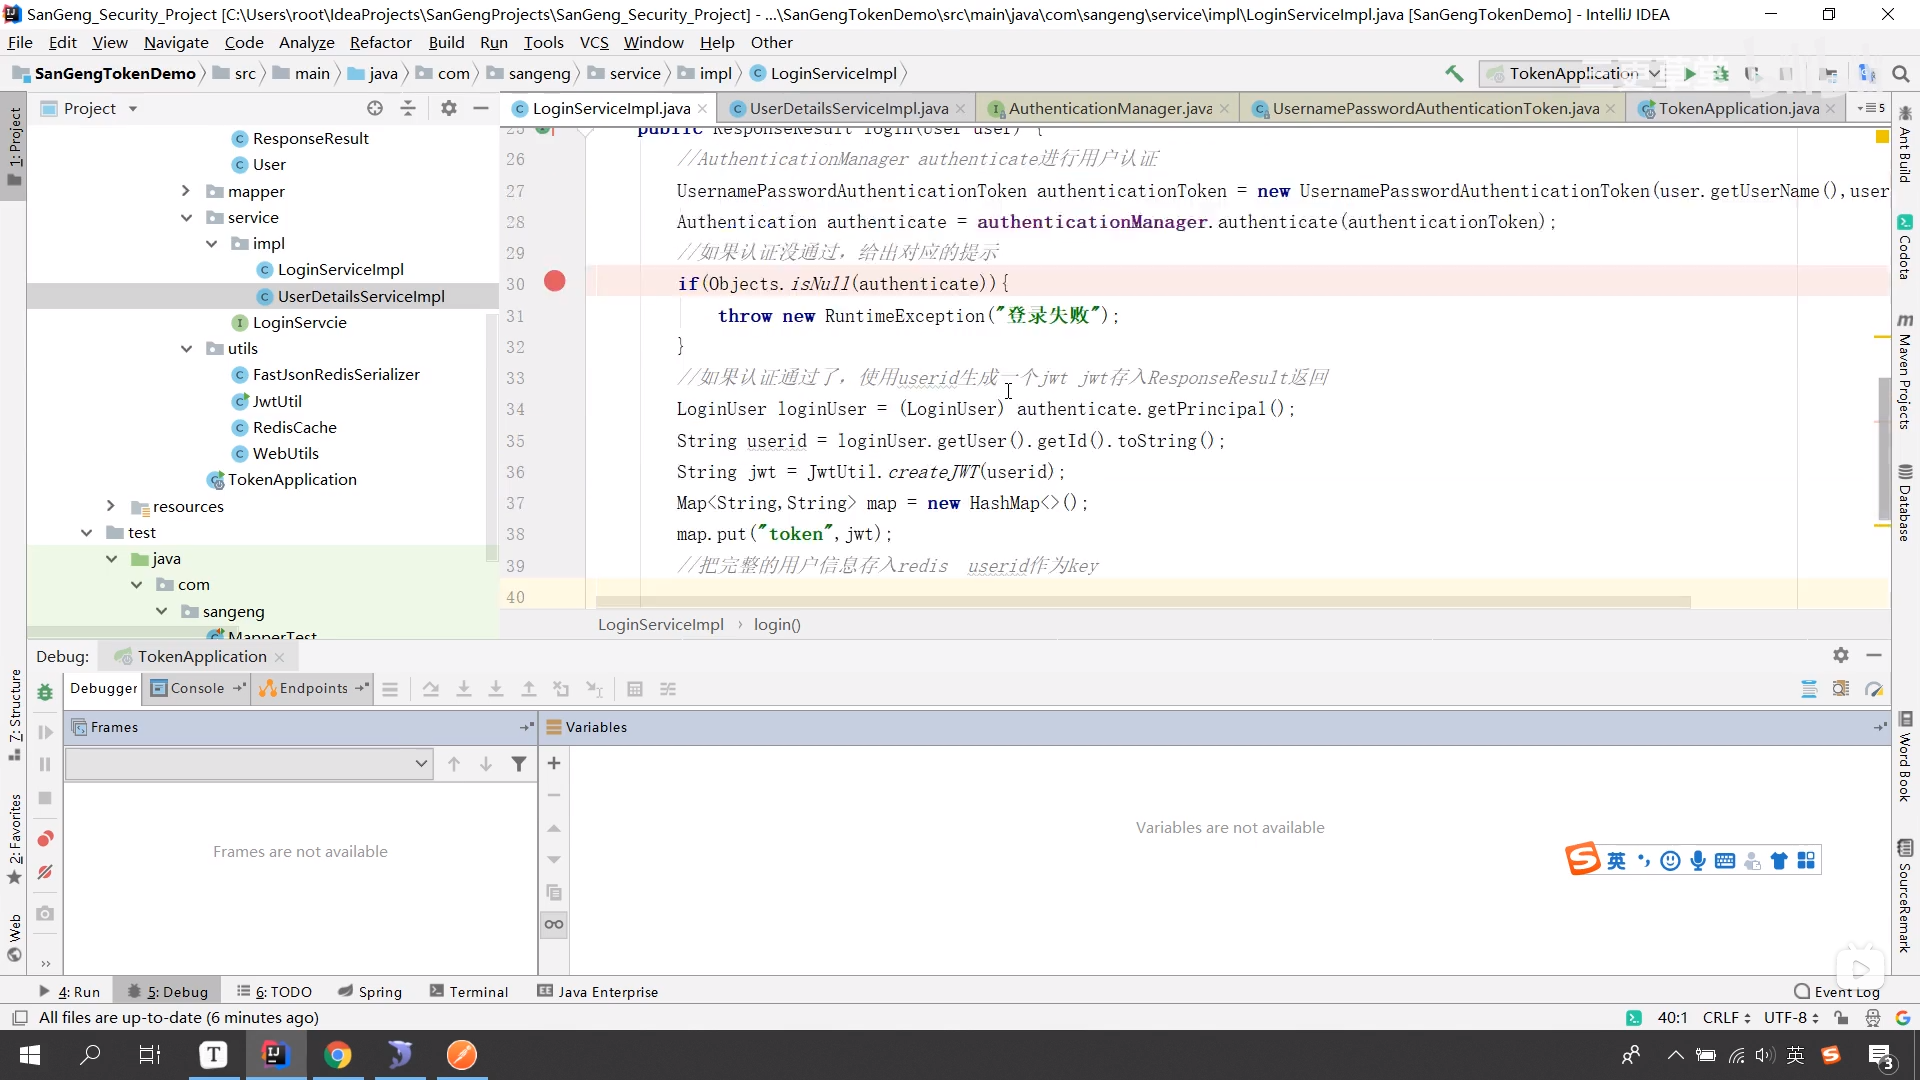 SanGeng_Security_Project [C:\Users\root\IdeaProjects\SanGengProjects\SanGeng_Security_Project] - ...\SanGengTokenDemo\src\main\java\com\sangeng\service\impl\LoginServiceImpl.java [SanGengTokenDemo] - IntelliJ IDEA
File Edit View Navigate Code Analyze Refactor Build Run Tools VCS Window Help Other
SanGengTokenDemo src main java com sangeng service impl LoginServiceImpl TokenApplication
1: Project
Project
LoginServiceImpl.java UserDetailsServiceImpl.java AuthenticationManager.java UsernamePasswordAuthenticationToken.java TokenApplication.java 5
ResponseResult
User
mapper
service
impl
LoginServiceImpl
UserDetailsServiceImpl
LoginServcie
utils
FastJsonRedisSerializer
JwtUtil
RedisCache
WebUtils
TokenApplication
resources
test
java
com
sangeng
MapperTest
25 public ResponseResult login(User user) {
26 //AuthenticationManager authenticate进行用户认证
27 UsernamePasswordAuthenticationToken authenticationToken = new UsernamePasswordAuthenticationToken(user.getUserName(),user
28 Authentication authenticate = authenticationManager.authenticate(authenticationToken);
29 //如果认证没通过，给出对应的提示
30 if(Objects.isNull(authenticate)){
31 throw new RuntimeException("登录失败");
32 }
33 //如果认证通过了，使用userid生成一个jwt jwt存入ResponseResult返回
34 LoginUser loginUser = (LoginUser) authenticate.getPrincipal();
35 String userid = loginUser.getUser().getId().toString();
36 String jwt = JwtUtil.createJWT(userid);
37 Map<String,String> map = new HashMap<>();
38 map.put("token",jwt);
39 //把完整的用户信息存入redis userid作为key
40
LoginServiceImpl › login()
Ant Build
Codota
Maven Projects
Database
Word Book
SourceRemark
Debug: TokenApplication
Debugger Console Endpoints
Frames
Variables
Frames are not available
Variables are not available
7: Structure
2: Favorites
Web
英
4: Run 5: Debug 6: TODO Spring Terminal Java Enterprise Event Log
All files are up-to-date (6 minutes ago) 40:1 CRLF UTF-8
英 3